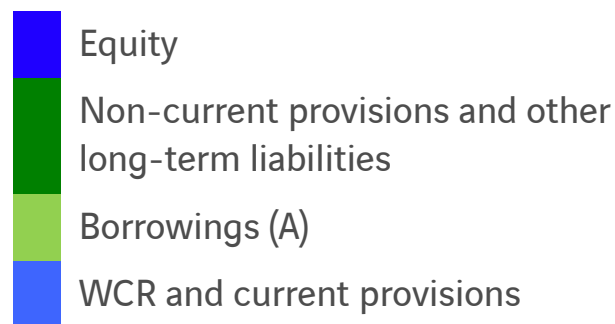 Equity
Non-current provisions and other
long-term liabilities
Borrowings (A)
WCR and current provisions